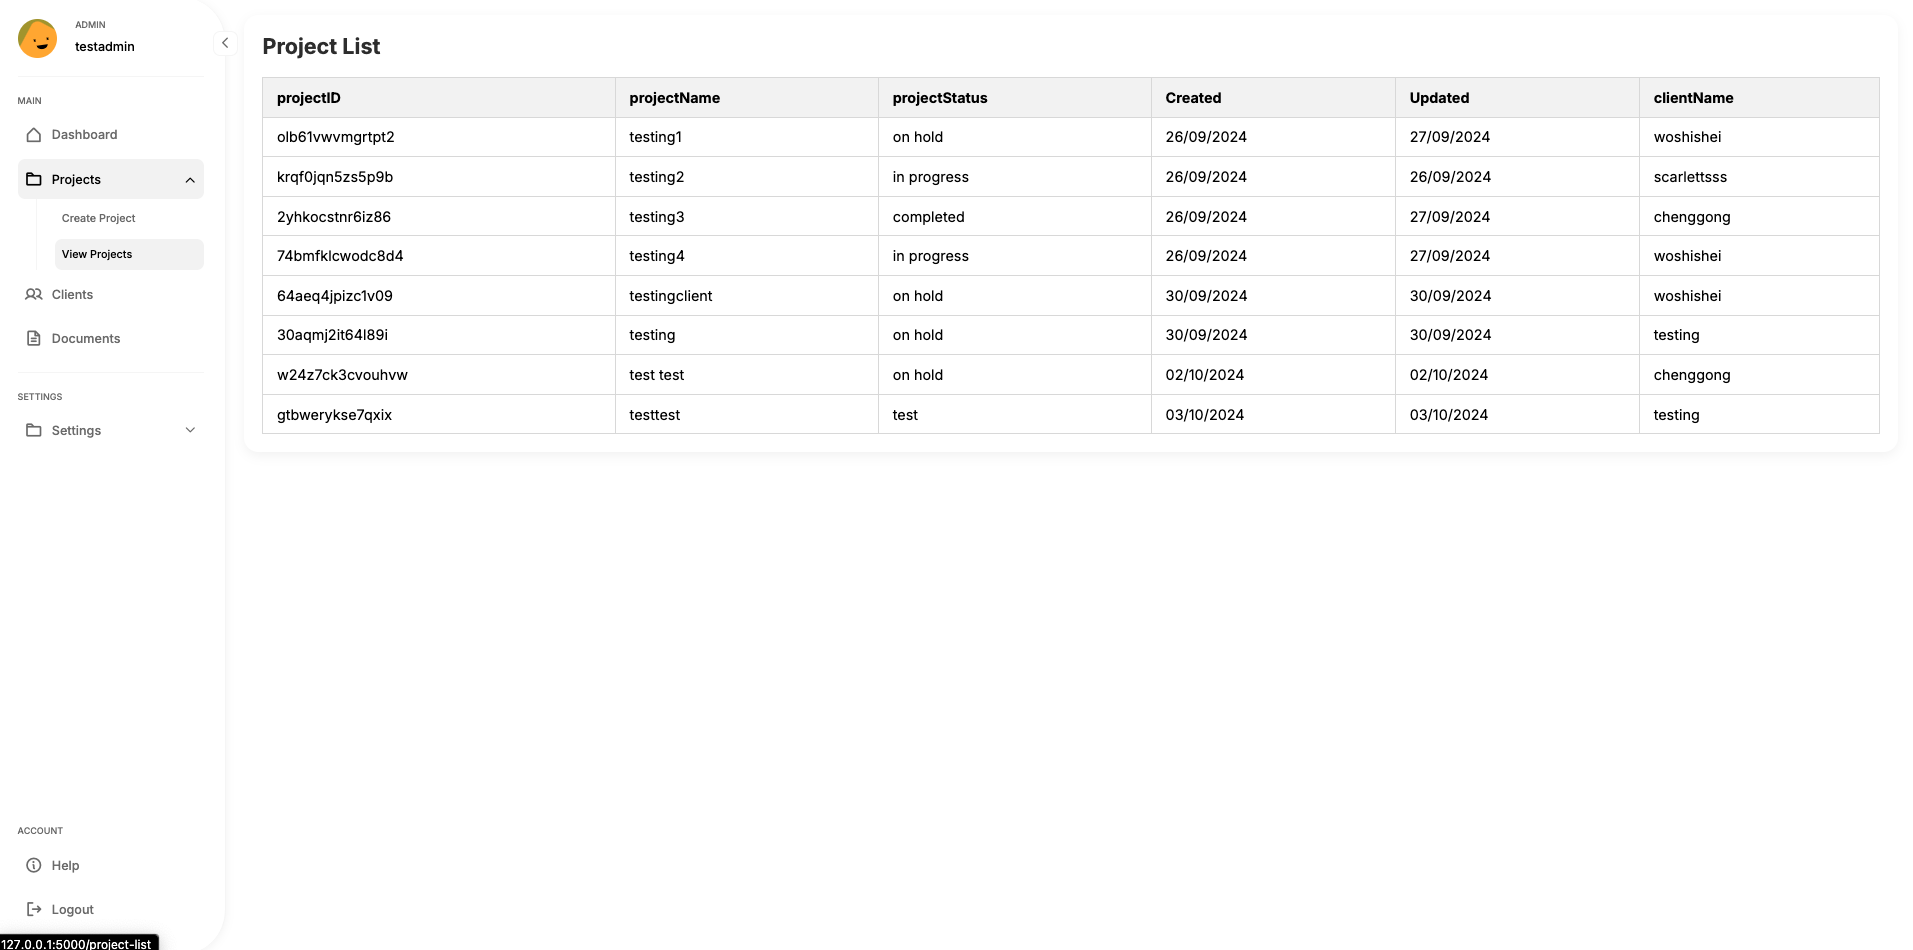 ADMIN
testadmin
MAIN
Dashboard
Projects
Create Project
View Projects
Clients
Documents
SETTINGS
Settings
ACCOUNT
Help
Logout
127.0.0.1:5000/project-list
Project List
projectID projectName projectStatus Created Updated clientName
olb61vwvmgrtpt2 testing1 on hold 26/09/2024 27/09/2024 woshishei
krqf0jqn5zs5p9b testing2 in progress 26/09/2024 26/09/2024 scarlettsss
2yhkocstnr6iz86 testing3 completed 26/09/2024 27/09/2024 chenggong
74bmfklcwodc8d4 testing4 in progress 26/09/2024 27/09/2024 woshishei
64aeq4jpizc1v09 testingclient on hold 30/09/2024 30/09/2024 woshishei
30aqmj2it64l89i testing on hold 30/09/2024 30/09/2024 testing
w24z7ck3cvouhvw test test on hold 02/10/2024 02/10/2024 chenggong
gtbwerykse7qxix testtest test 03/10/2024 03/10/2024 testing